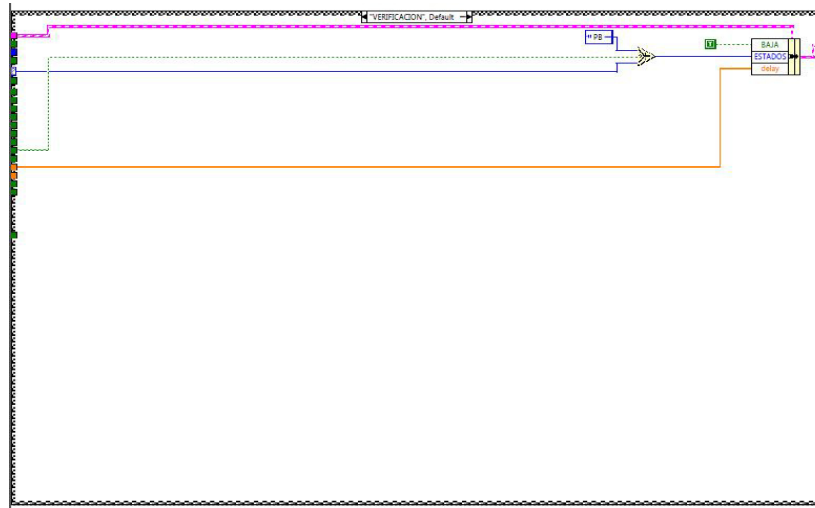 "VERIFICACION", Default
" PB
BAJA
ESTADOS
delay